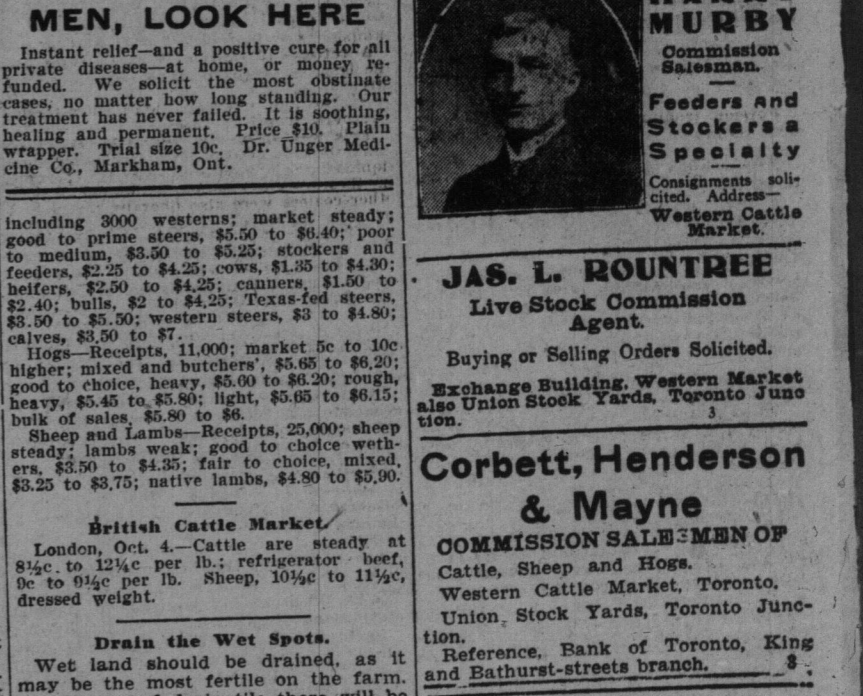 MEN, LOOK HERE
Instant relief—and a positive cure for all
private diseases—at home, or money re-
funded. We solicit the most obstinate
cases, no matter how long standing. Our
treatment has never failed. It is soothing,
healing and permanent. Price $10. Plain
wrapper. Trial size 10c. Dr. Unger Medi-
cine Co., Markham, Ont.
including 3000 westerns; market steady;
good to prime steers, $5.50 to $6.40; poor
to medium, $3.50 to $5.25; stockers and
feeders, $2.25 to $4.25; cows, $1.35 to $4.30;
heifers, $2.50 to $4.25; canners, $1.50 to
$2.40; bulls, $2 to $4.25; Texas-fed steers,
$3.50 to $5.50; western steers, $3 to $4.80;
calves, $3.50 to $7.
Hogs—Receipts, 11,000; market 5c to 10c
higher; mixed and butchers', $5.65 to $6.20;
good to choice, heavy, $5.60 to $6.20; rough,
heavy, $5.45 to $5.80; light, $5.65 to $6.15;
bulk of sales, $5.80 to $6.
Sheep and Lambs—Receipts, 25,000; sheep
steady; lambs weak; good to choice weth-
ers, $3.50 to $4.35; fair to choice, mixed,
$3.25 to $3.75; native lambs, $4.80 to $5.90.
British Cattle Market
London, Oct. 4.—Cattle are steady at
8½c to 12¼c per lb.; refrigerator beef,
9c to 9½c per lb. Sheep, 10½c to 11½c,
dressed weight.
Drain the Wet Spots.
Wet land should be drained, as it
may be the most fertile on the farm.
MURBY
Commission
Salesman.
Feeders and
Stockers a
Specialty
Consignments soli-
cited. Address—
Western Cattle
Market.
JAS. L. ROUNTREE
Live Stock Commission
Agent.
Buying or Selling Orders Solicited.
Exchange Building, Western Market
also Union Stock Yards, Toronto Junc
tion. 3
Corbett, Henderson
& Mayne
COMMISSION SALESMEN OF
Cattle, Sheep and Hogs.
Western Cattle Market, Toronto.
Union Stock Yards, Toronto Junc-
tion.
Reference, Bank of Toronto, King
and Bathurst-streets branch. 3